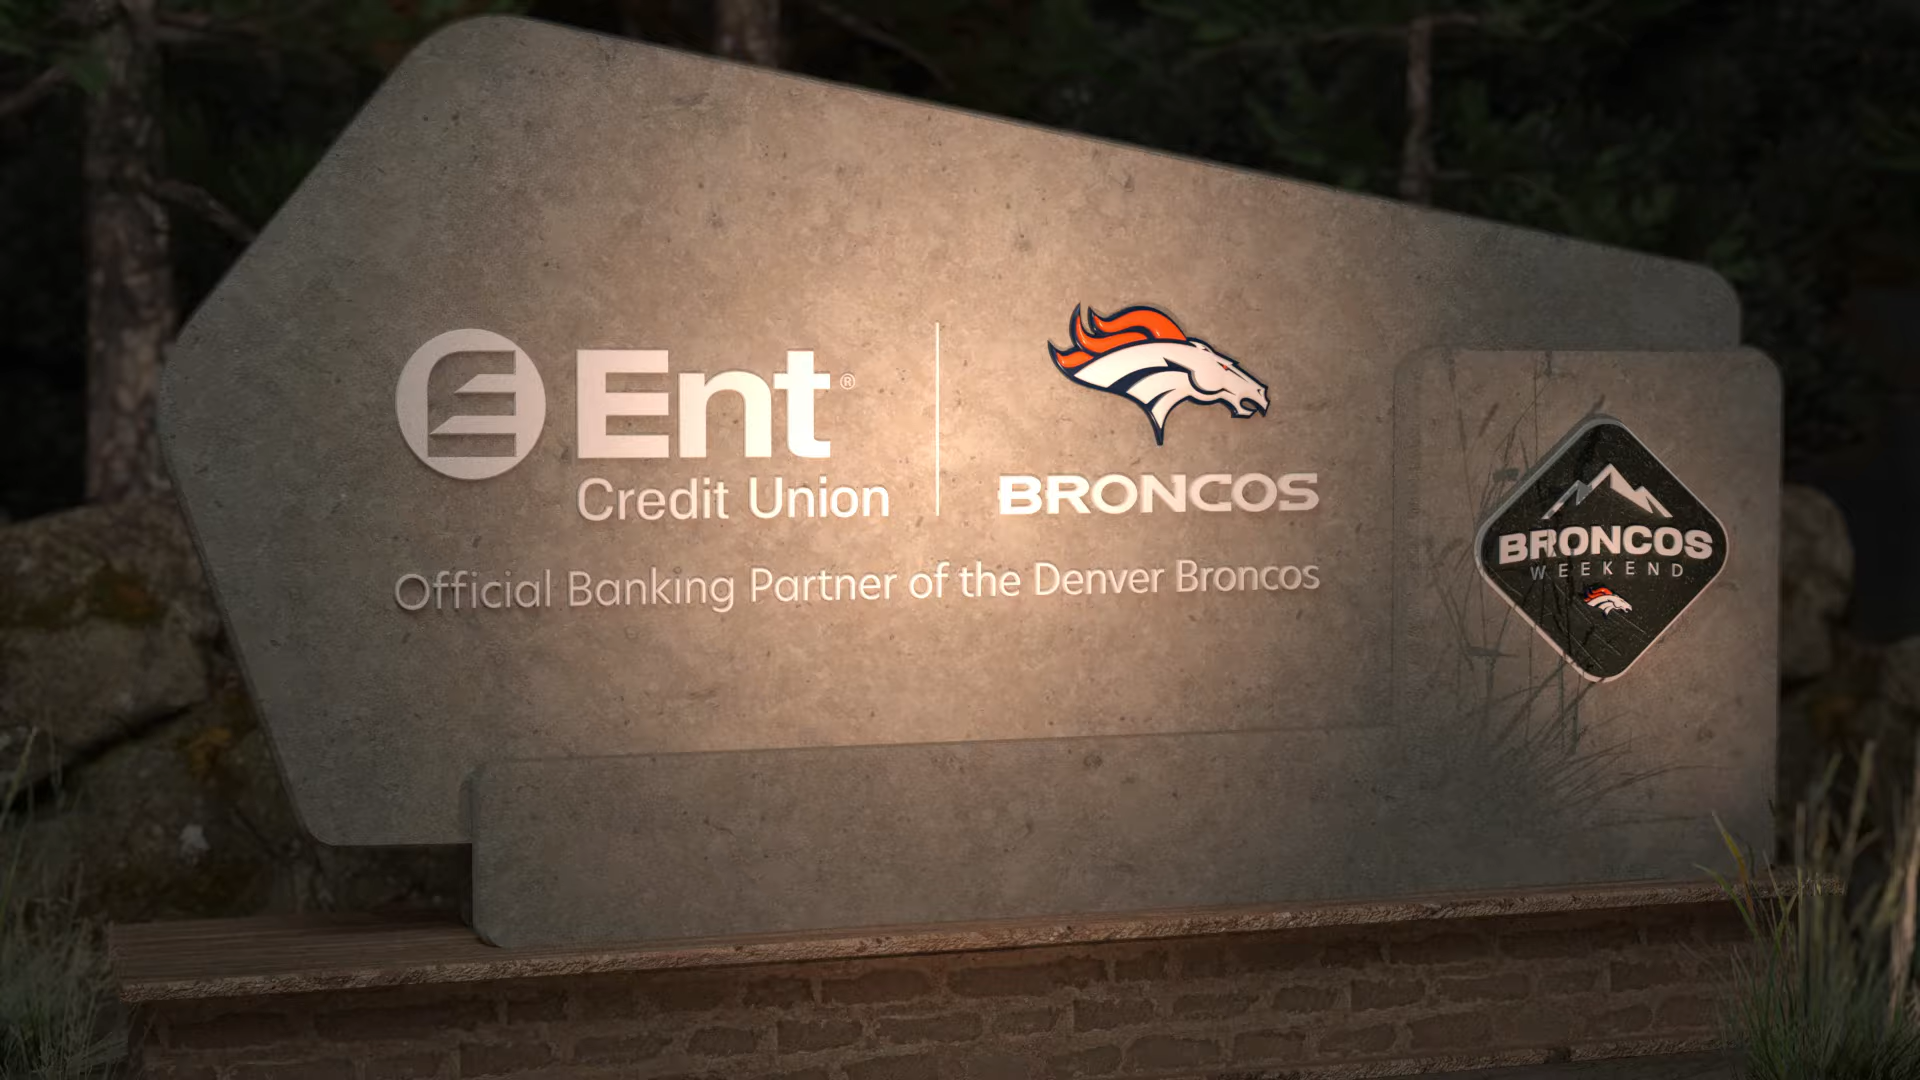 Ent®
Credit Union
BRONCOS
Official Banking Partner of the Denver Broncos
BRONCOS
WEEKEND